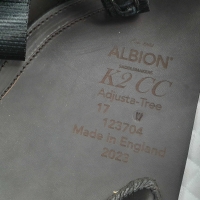 ALBION
K2 CC
Adjusta-Tree
17
123704
Made in England
2022